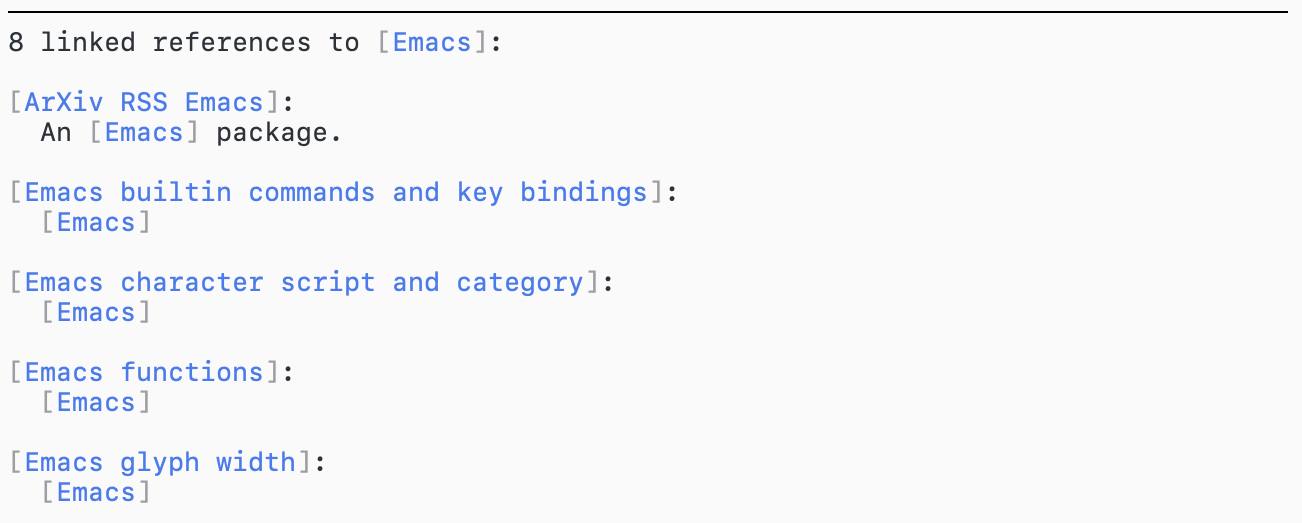 8 linked references to [Emacs]:
[ArXiv RSS Emacs]:
An [Emacs] package.
[Emacs builtin commands and key bindings]:
[Emacs]
[Emacs character script and category]:
[Emacs]
[Emacs functions]:
[Emacs]
[Emacs glyph width]:
[Emacs]